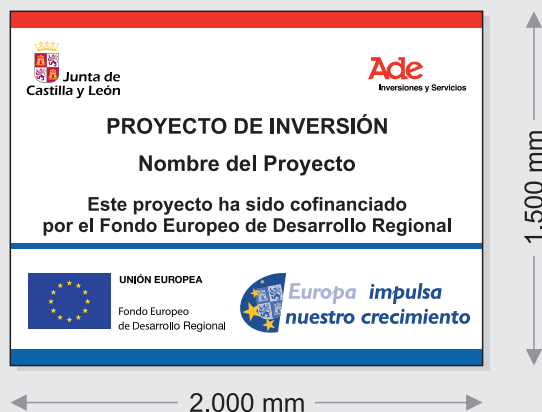 Junta de
Castilla y León
Ade
Inversiones y Servicios
PROYECTO DE INVERSIÓN
Nombre del Proyecto
Este proyecto ha sido cofinanciado
por el Fondo Europeo de Desarrollo Regional
UNIÓN EUROPEA
Fondo Europeo
de Desarrollo Regional
Europa impulsa
nuestro crecimiento
1.500 mm
2.000 mm